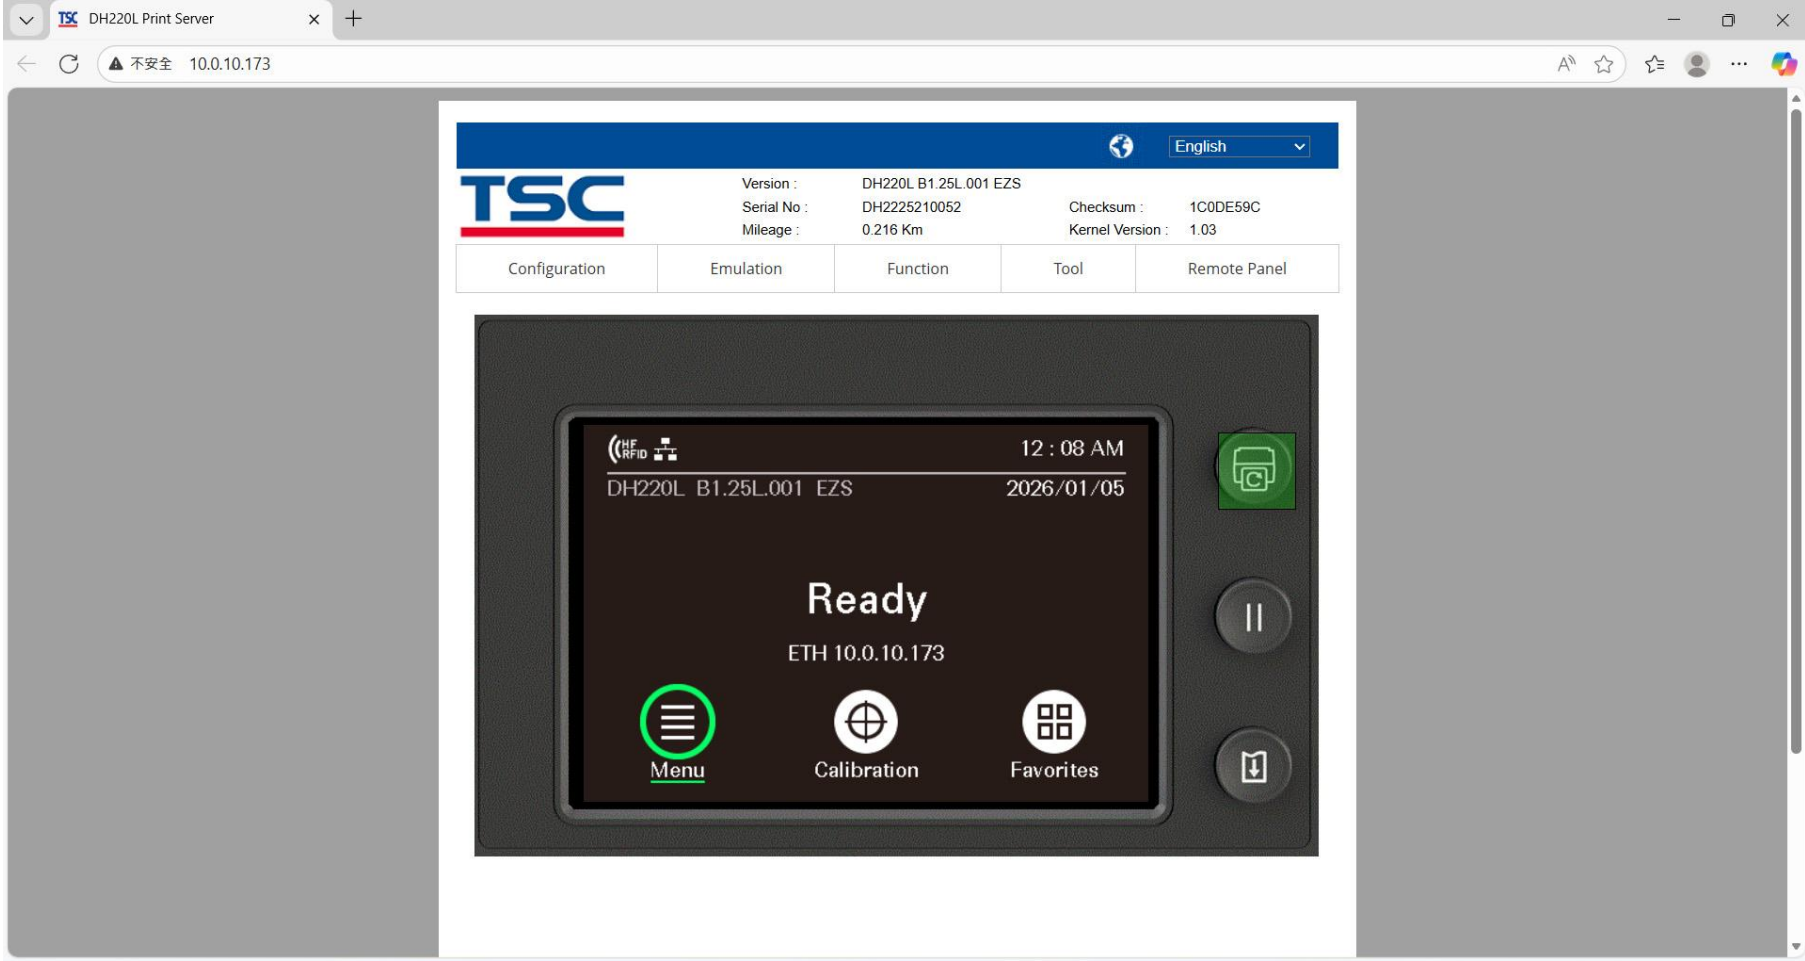 TSC DH220L Print Server
不安全 10.0.10.173
English
TSC
Version : DH220L B1.25L.001 EZS
Serial No : DH2225210052 Checksum : 1C0DE59C
Mileage : 0.216 Km Kernel Version : 1.03
Configuration Emulation Function Tool Remote Panel
HF RFID 12 : 08 AM
DH220L B1.25L.001 EZS 2026/01/05
Ready
ETH 10.0.10.173
Menu Calibration Favorites